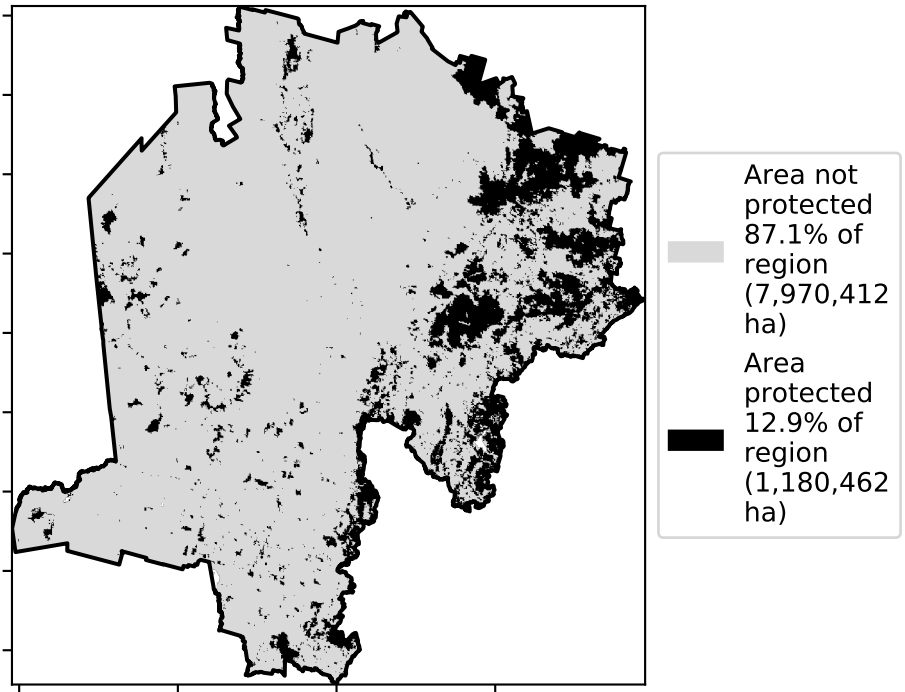 Area not
protected
87.1% of
region
(7,970,412
ha)
Area
protected
12.9% of
region
(1,180,462
ha)